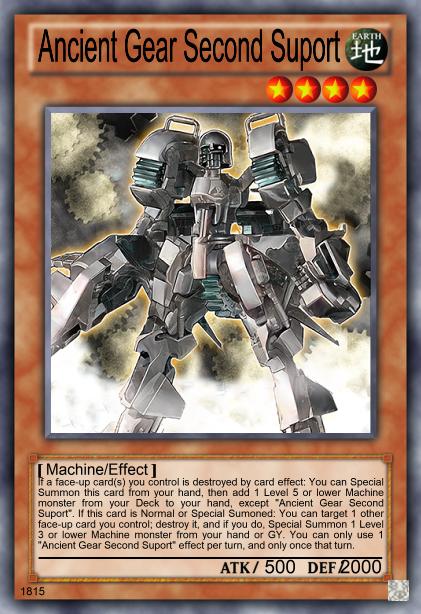 Ancient Gear Second Suport
EARTH
地
[ Machine/Effect ]
If a face-up card(s) you control is destroyed by card effect: You can Special
Summon this card from your hand, then add 1 Level 5 or lower Machine
monster from your Deck to your hand, except "Ancient Gear Second
Suport". If this card is Normal or Special Sumoned: You can target 1 other
face-up card you control; destroy it, and if you do, Special Summon 1 Level
3 or lower Machine monster from your hand or GY. You can only use 1
"Ancient Gear Second Suport" effect per turn, and only once that turn.
ATK/ 500 DEF/2000
1815